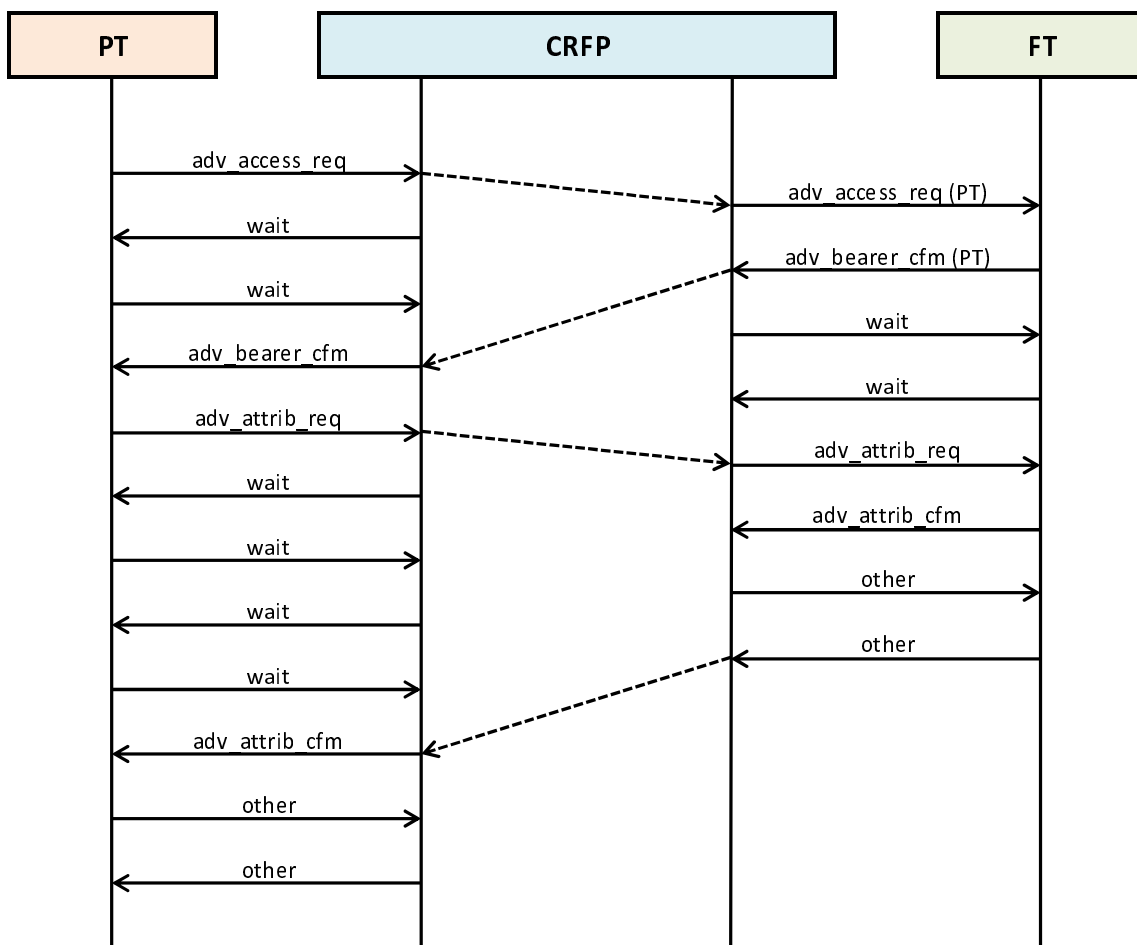 PT
CRFP
FT
adv_access_req
adv_access_req (PT)
wait
adv_bearer_cfm (PT)
wait
wait
adv_bearer_cfm
wait
adv_attrib_req
adv_attrib_req
wait
adv_attrib_cfm
wait
other
wait
other
wait
adv_attrib_cfm
other
other